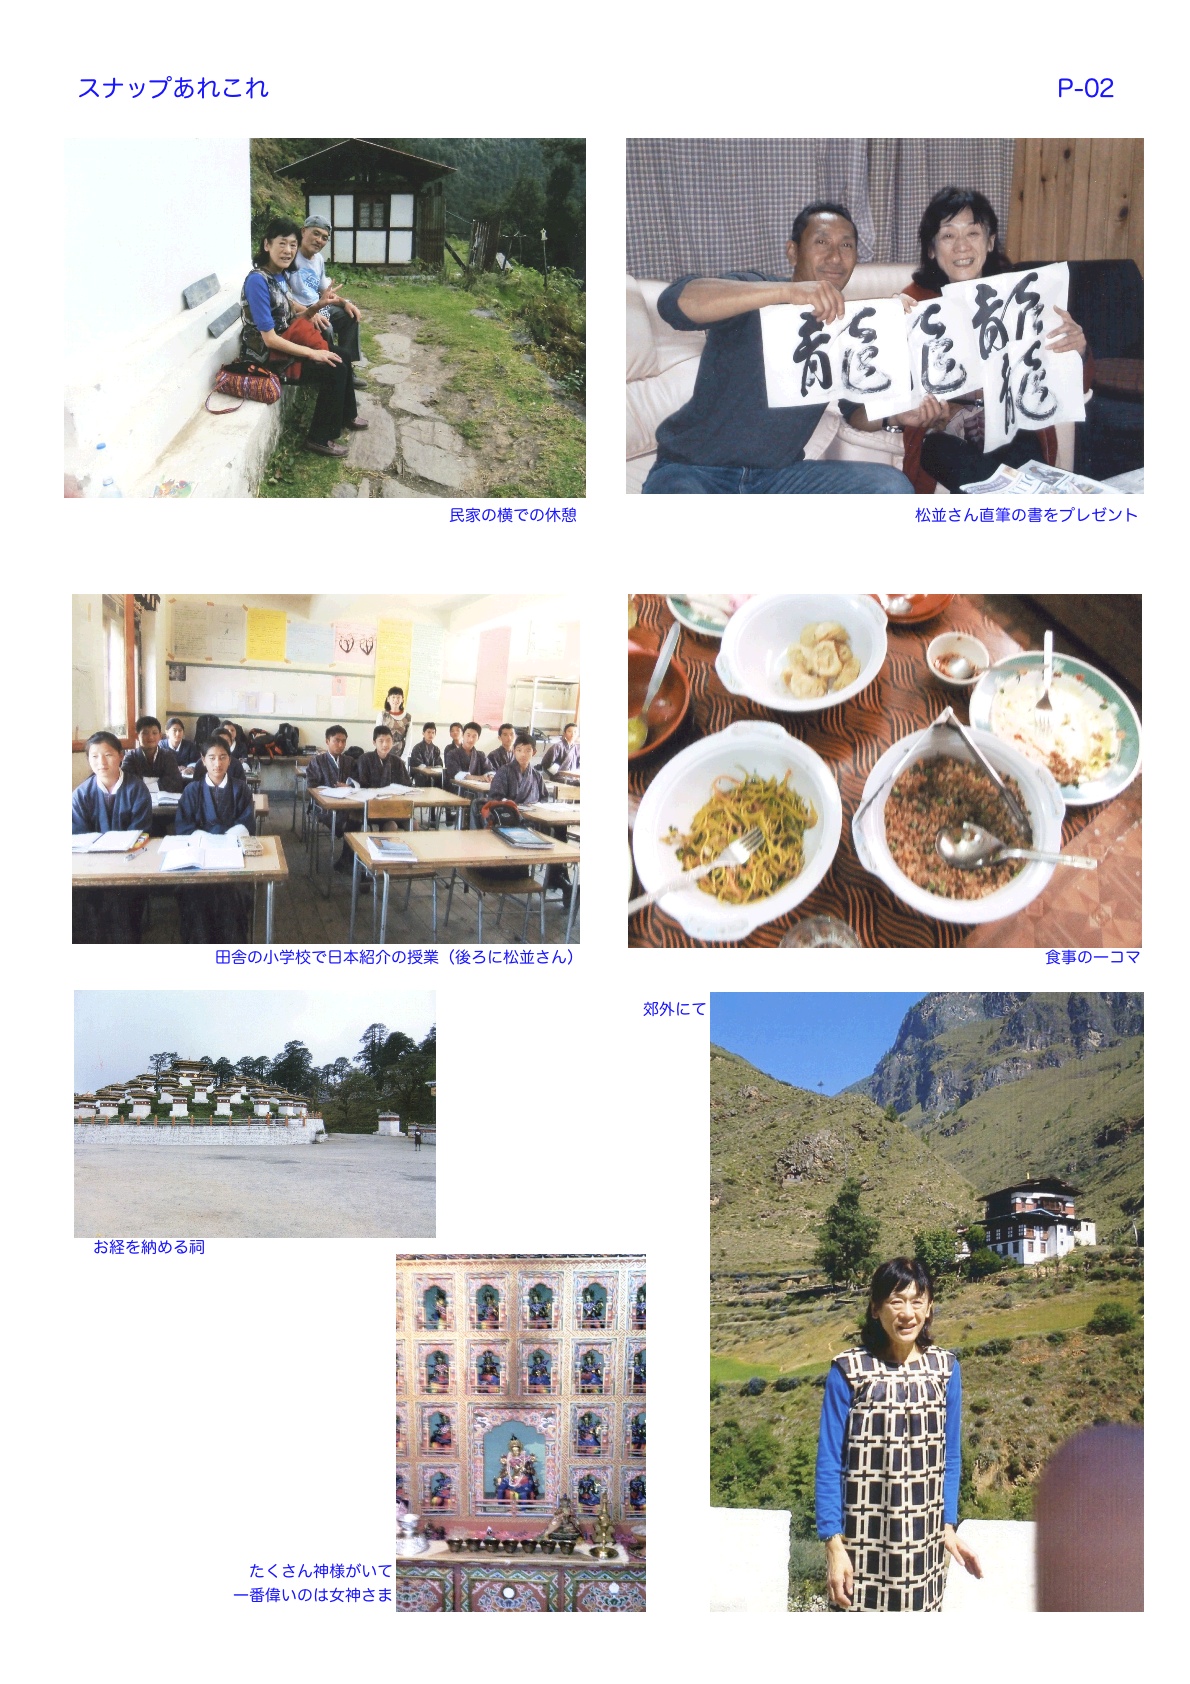 スナップあれこれ
P-02
龍
龍
龍
民家の横での休憩
松並さん直筆の書をプレゼント
田舎の小学校で日本紹介の授業（後ろに松並さん）
食事の一コマ
郊外にて
お経を納める祠
たくさん神様がいて
一番偉いのは女神さま